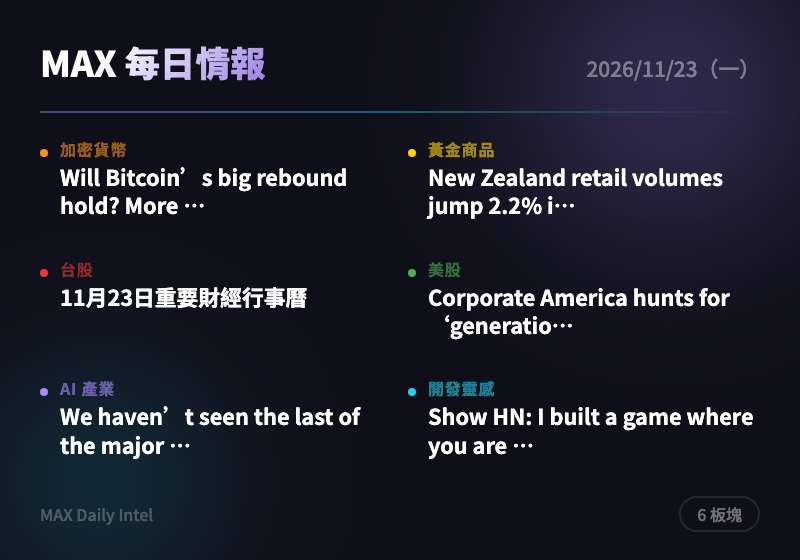 MAX 每日情報
2026/11/23（一）
加密貨幣
Will Bitcoin’s big rebound
hold? More ⋯
黃金商品
New Zealand retail volumes
jump 2.2% i⋯
台股
11月23日重要財經行事曆
美股
Corporate America hunts for
‘generatio⋯
AI 產業
We haven’t seen the last of
the major ⋯
開發靈感
Show HN: I built a game where
you are ⋯
MAX Daily Intel
6 板塊